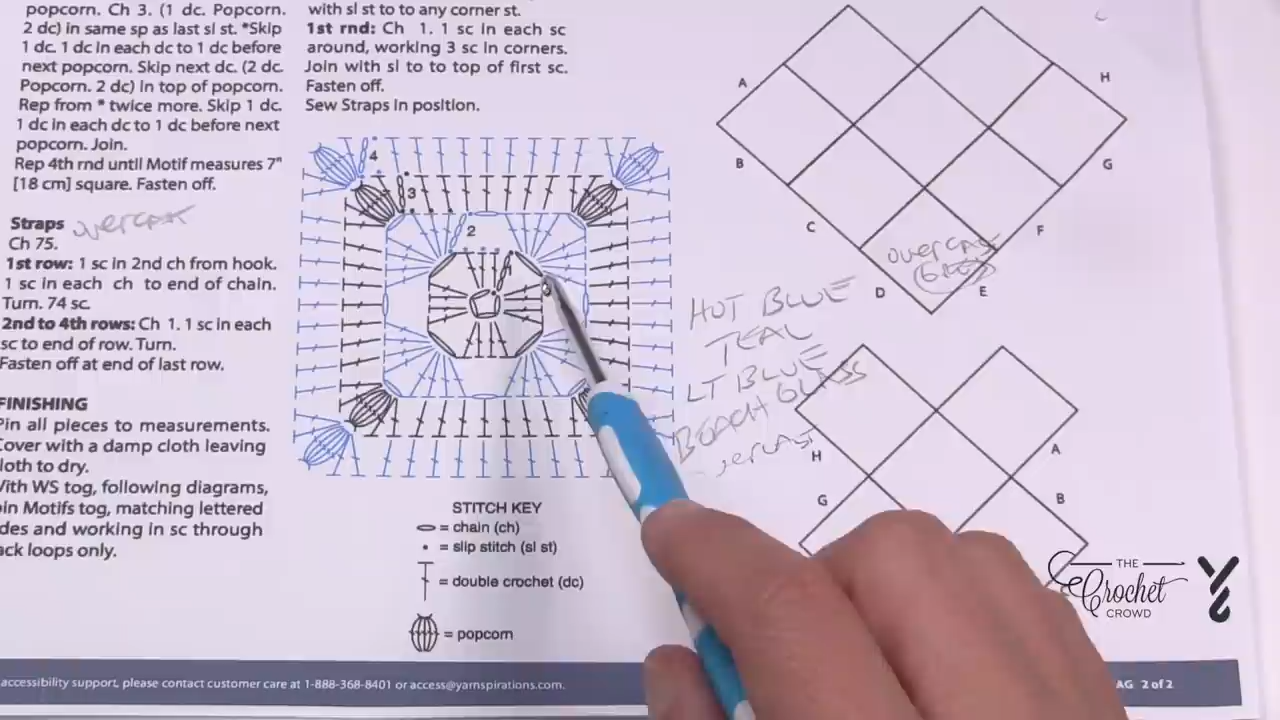 popcorn. Ch 3. (1 dc. Popcorn.
2 dc) in same sp as last sl st. *Skip
1 dc. 1 dc in each dc to 1 dc before
next popcorn. Skip next dc. (2 dc.
Popcorn. 2 dc) in top of popcorn.
Rep from * twice more. Skip 1 dc.
1 dc in each dc to 1 dc before next
popcorn. Join.
Rep 4th rnd until Motif measures 7"
[18 cm] square. Fasten off.
Straps overcast
Ch 75.
1st row: 1 sc in 2nd ch from hook.
1 sc in each ch to end of chain.
Turn. 74 sc.
2nd to 4th rows: Ch 1. 1 sc in each
sc to end of row. Turn.
Fasten off at end of last row.
FINISHING
Pin all pieces to measurements.
Cover with a damp cloth leaving
cloth to dry.
With WS tog, following diagrams,
Motifs tog, matching lettered
and working in sc through
loops only.
with sl st to to any corner st.
1st rnd: Ch 1. 1 sc in each sc
around, working 3 sc in corners.
Join with sl to to top of first sc.
Fasten off.
Sew Straps in position.
4
3
2
1
STITCH KEY
= chain (ch)
= slip stitch (sl st)
= double crochet (dc)
= popcorn
A
B
C
D
E
F
G
H
overcast
HOT BLUE
TEAL
LT BLUE
BEACH GLASS
H
G
A
B
THE
Crochet
CROWD
accessibility support, please contact customer care at 1-888-368-8401 or access@yarnspirations.com.
AG 2 of 2